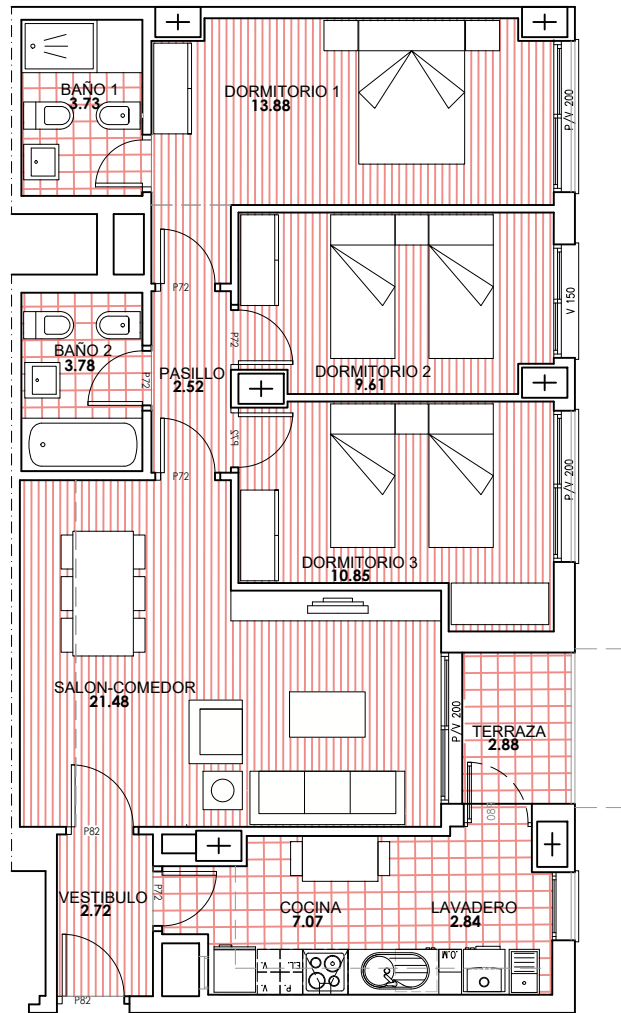 BAÑO 1
3.73
DORMITORIO 1
13.88
P/V 200
P72
V 150
BAÑO 2
3.78
P72
PASILLO
2.52
P72
DORMITORIO 2
9.61
P72
P72
P/V 200
DORMITORIO 3
10.85
SALON-COMEDOR
21.48
P/V 200
TERRAZA
2.88
P80
P82
VESTIBULO
2.72
P72
COCINA
7.07
LAVADERO
2.84
P. V.
O.M.
P82